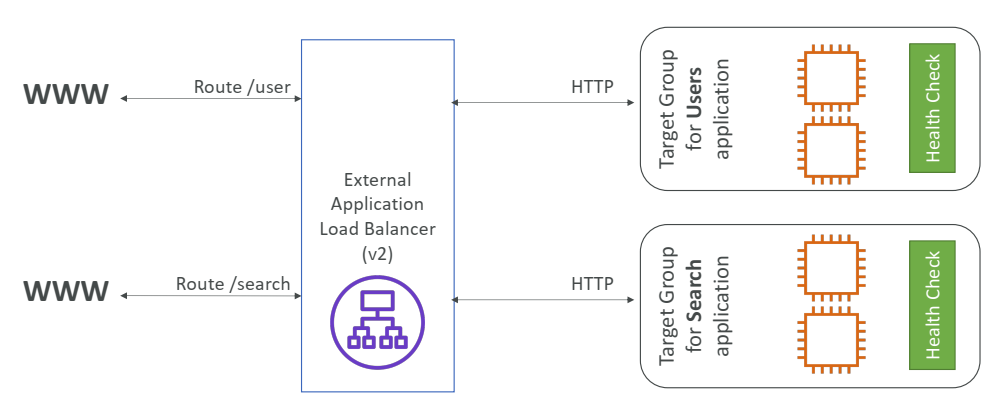 WWW
Route /user
External
Application
Load Balancer
(v2)
HTTP
Target Group
for Users
application
Health Check
WWW
Route /search
HTTP
Target Group
for Search
application
Health Check